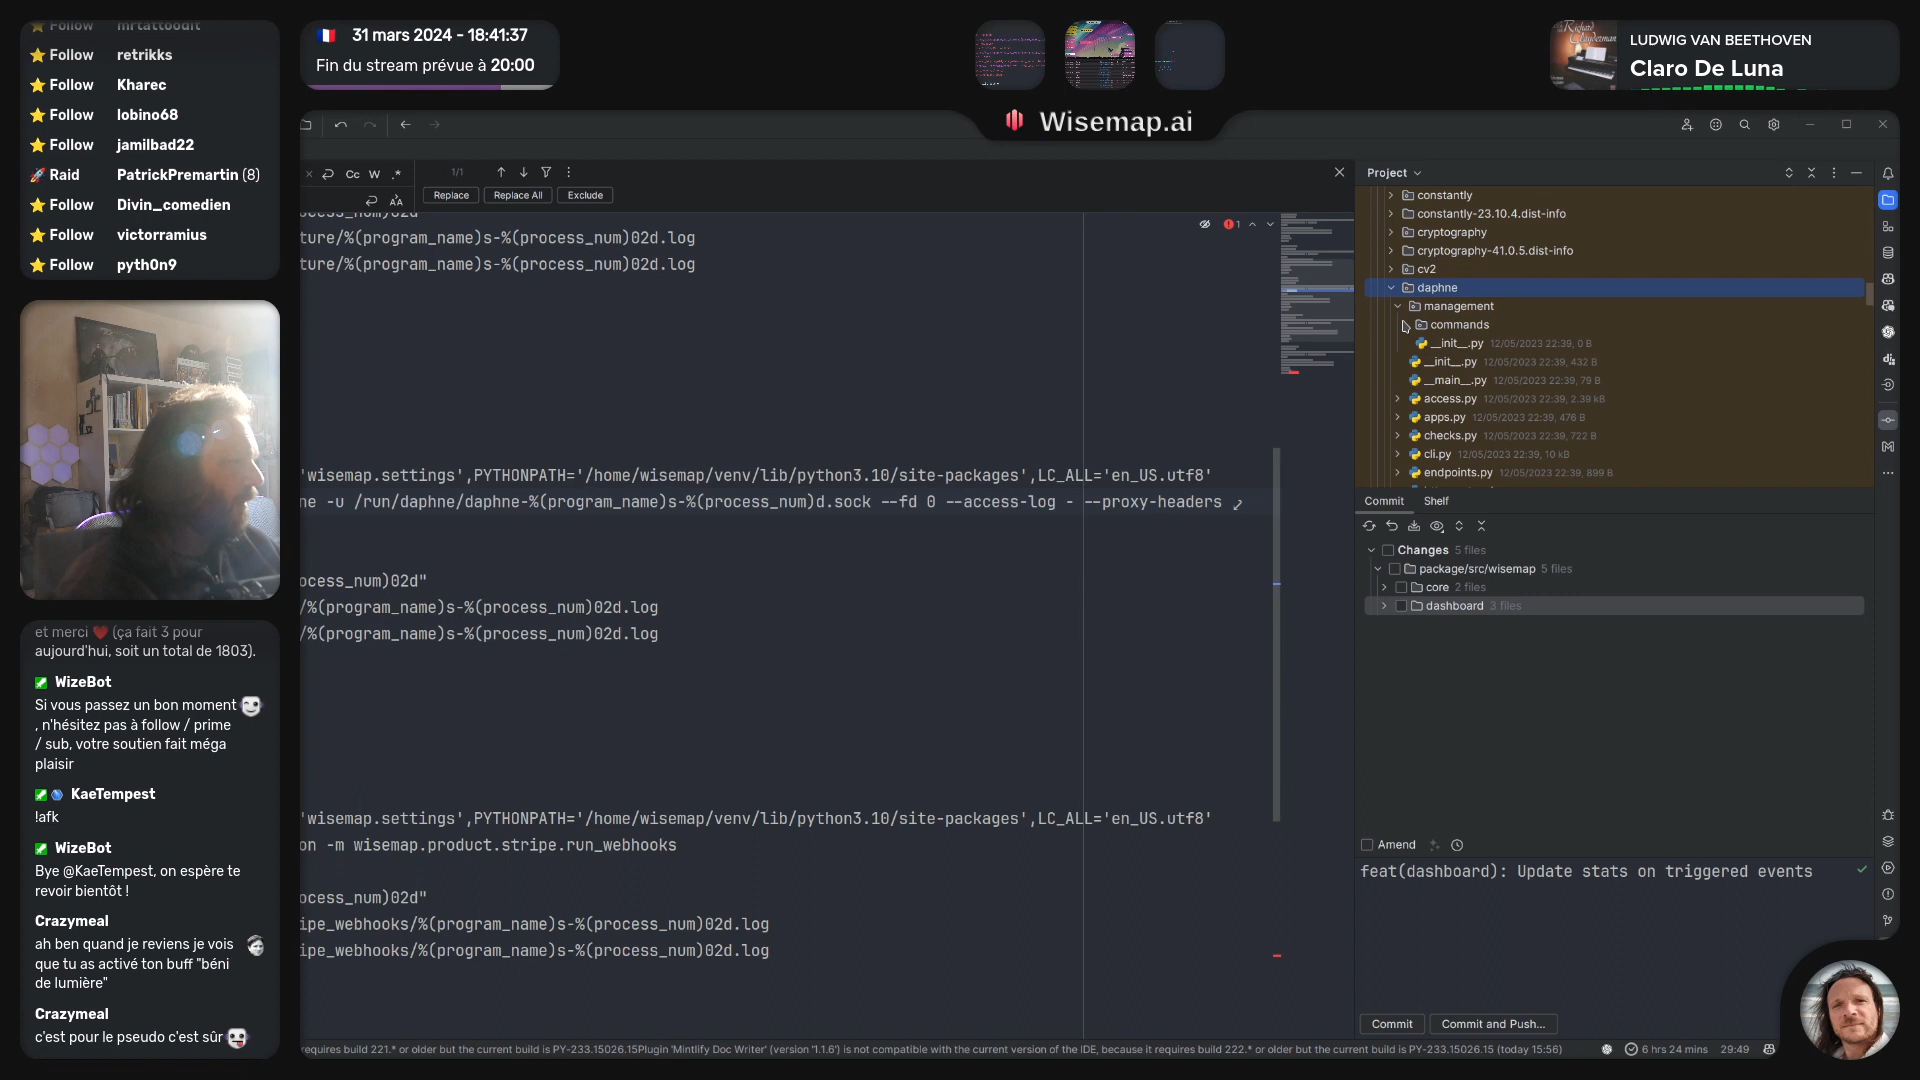 Follow mrtattoodit
Follow retrikks
Follow Kharec
Follow lobino68
Follow jamilbad22
Raid PatrickPremartin (8)
Follow Divin_comedien
Follow victorramius
Follow pyth0n9
31 mars 2024 - 18:41:37
Fin du stream prévue à 20:00
LUDWIG VAN BEETHOVEN
Claro De Luna
Wisemap.ai
Cc W .*
1/1
Replace
Replace All
Exclude
ture/%(program_name)s-%(process_num)02d.log
ture/%(program_name)s-%(process_num)02d.log
'wisemap.settings',PYTHONPATH='/home/wisemap/venv/lib/python3.10/site-packages',LC_ALL='en_US.utf8'
ne -u /run/daphne/daphne-%(program_name)s-%(process_num)d.sock --fd 0 --access-log - --proxy-headers
ocess_num)02d"
/%(program_name)s-%(process_num)02d.log
/%(program_name)s-%(process_num)02d.log
'wisemap.settings',PYTHONPATH='/home/wisemap/venv/lib/python3.10/site-packages',LC_ALL='en_US.utf8'
on -m wisemap.product.stripe.run_webhooks
ocess_num)02d"
ipe_webhooks/%(program_name)s-%(process_num)02d.log
ipe_webhooks/%(program_name)s-%(process_num)02d.log
1
Project
constantly
constantly-23.10.4.dist-info
cryptography
cryptography-41.0.5.dist-info
cv2
daphne
management
commands
__init__.py 12/05/2023 22:39, 0 B
__init__.py 12/05/2023 22:39, 432 B
__main__.py 12/05/2023 22:39, 79 B
access.py 12/05/2023 22:39, 2.39 kB
apps.py 12/05/2023 22:39, 476 B
checks.py 12/05/2023 22:39, 722 B
cli.py 12/05/2023 22:39, 10 kB
endpoints.py 12/05/2023 22:39, 899 B
Commit Shelf
Changes 5 files
package/src/wisemap 5 files
core 2 files
dashboard 3 files
Amend
feat(dashboard): Update stats on triggered events
Commit
Commit and Push...
et merci ❤️ (ça fait 3 pour
aujourd'hui, soit un total de 1803).
WizeBot
Si vous passez un bon moment
, n'hésitez pas à follow / prime
/ sub, votre soutien fait méga
plaisir
KaeTempest
!afk
WizeBot
Bye @KaeTempest, on espère te
revoir bientôt !
Crazymeal
ah ben quand je reviens je vois
que tu as activé ton buff "béni
de lumière"
Crazymeal
c'est pour le pseudo c'est sûr
requires build 221.* or older but the current build is PY-233.15026.15Plugin 'Mintlify Doc Writer' (version '1.1.6') is not compatible with the current version of the IDE, because it requires build 222.* or older but the current build is PY-233.15026.15 (today 15:56)
6 hrs 24 mins
29:49